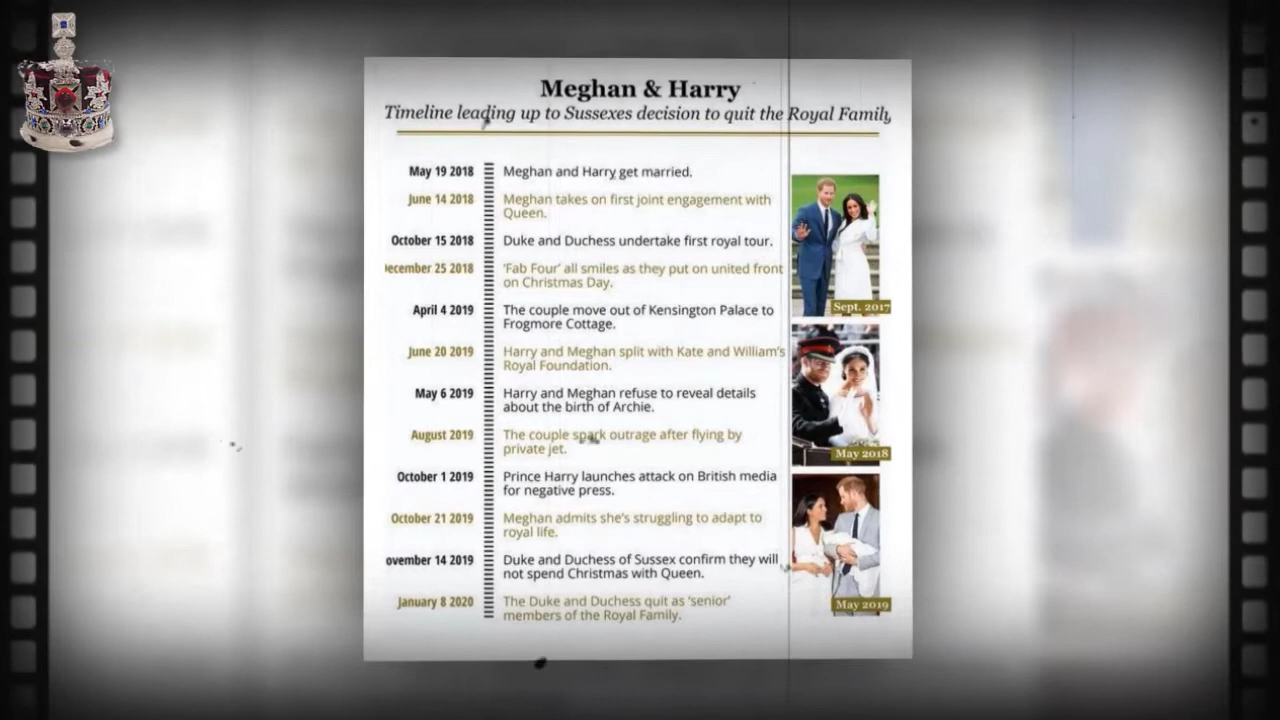 Meghan & Harry
Timeline leading up to Sussexes decision to quit the Royal Family
May 19 2018 Meghan and Harry get married.
June 14 2018 Meghan takes on first joint engagement with
Queen.
October 15 2018 Duke and Duchess undertake first royal tour.
ecember 25 2018 ‘Fab Four’ all smiles as they put on united front
on Christmas Day.
April 4 2019 The couple move out of Kensington Palace to
Frogmore Cottage.
June 20 2019 Harry and Meghan split with Kate and William’s
Royal Foundation.
May 6 2019 Harry and Meghan refuse to reveal details
about the birth of Archie.
August 2019 The couple spark outrage after flying by
private jet.
October 1 2019 Prince Harry launches attack on British media
for negative press.
October 21 2019 Meghan admits she’s struggling to adapt to
royal life.
ovember 14 2019 Duke and Duchess of Sussex confirm they will
not spend Christmas with Queen.
January 8 2020 The Duke and Duchess quit as ‘senior’
members of the Royal Family.
Sept. 2017
May 2018
May 2019